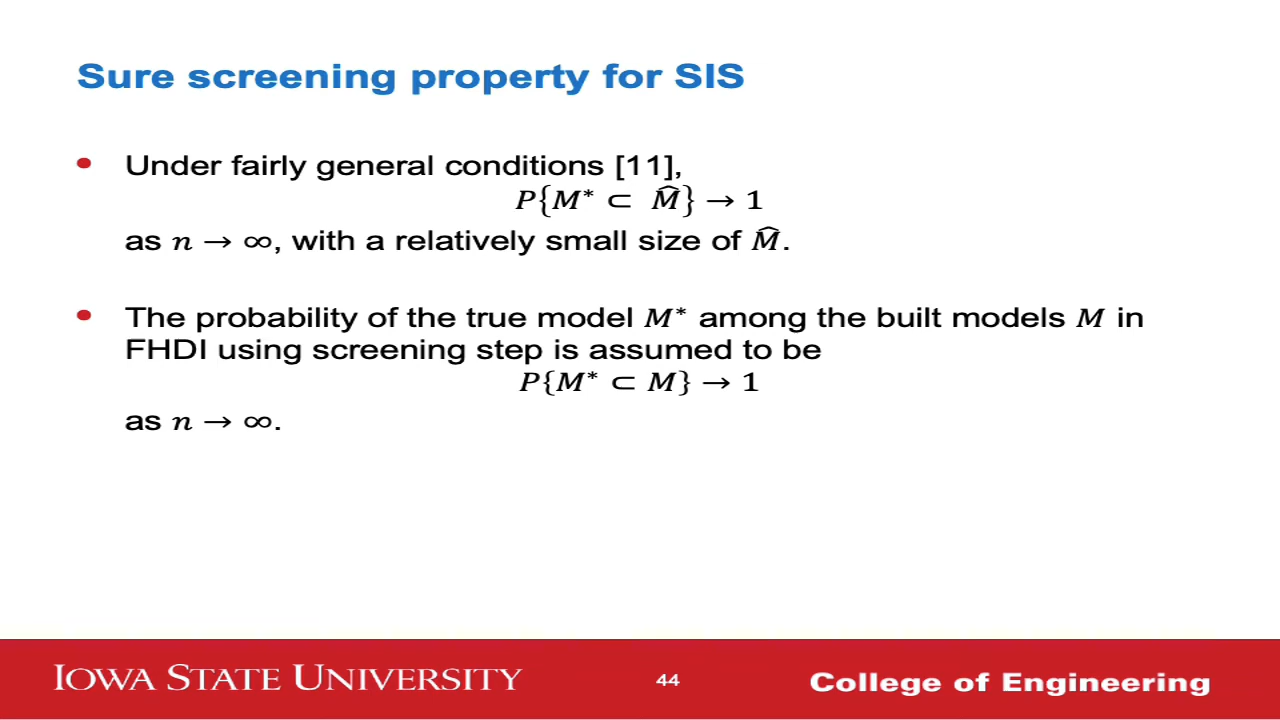 Sure screening property for SIS
• Under fairly general conditions [11],
P{M* ⊂ M̂} → 1
as n → ∞, with a relatively small size of M̂.
• The probability of the true model M* among the built models M in
FHDI using screening step is assumed to be
P{M* ⊂ M} → 1
as n → ∞.
IOWA STATE UNIVERSITY
44
College of Engineering